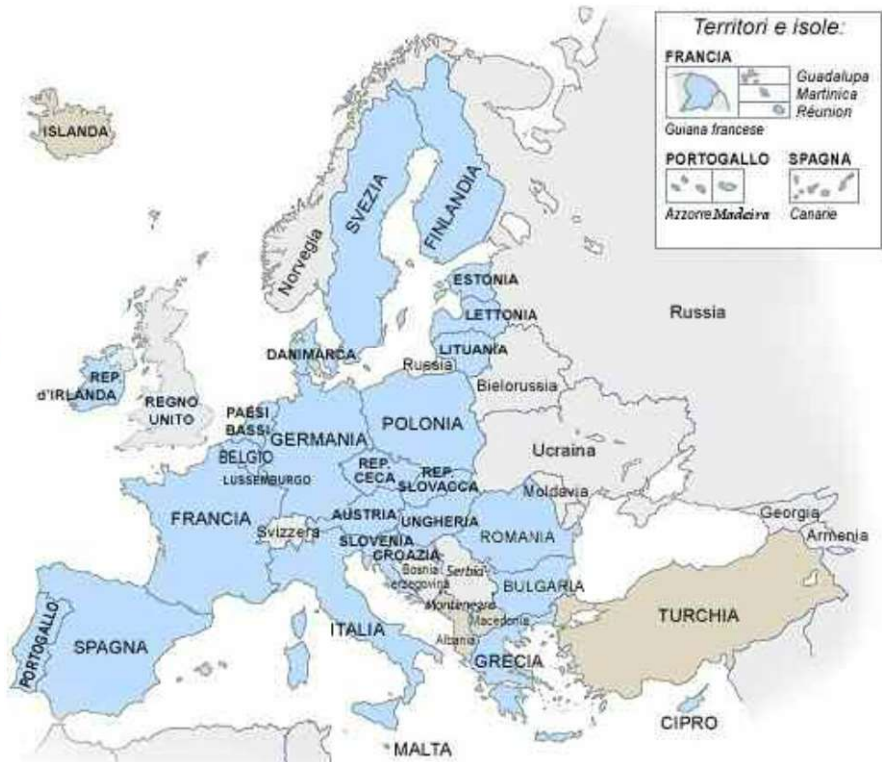 Territori e isole:
FRANCIA
Guadalupa
Martinica
Réunion
Guiana francese
PORTOGALLO
SPAGNA
Azzorre
Madeira
Canarie
ISLANDA
SVEZIA
FINLANDIA
Norvegia
ESTONIA
LETTONIA
LITUANIA
Russia
Russia
DANIMARCA
Bielorussia
REP.
d'IRLANDA
REGNO
UNITO
PAESI
BASSI
GERMANIA
POLONIA
BELGIO
LUSSEMBURGO
Ucraina
REP.
CECA
REP.
SLOVACCA
Moldavia
FRANCIA
Svizzera
AUSTRIA
UNGHERIA
SLOVENIA
CROAZIA
ROMANIA
Georgia
Armenia
Bosnia
erzegovina
Serbia
Montenegro
BULGARIA
Macedonia
Albania
ITALIA
GRECIA
TURCHIA
PORTOGALLO
SPAGNA
CIPRO
MALTA